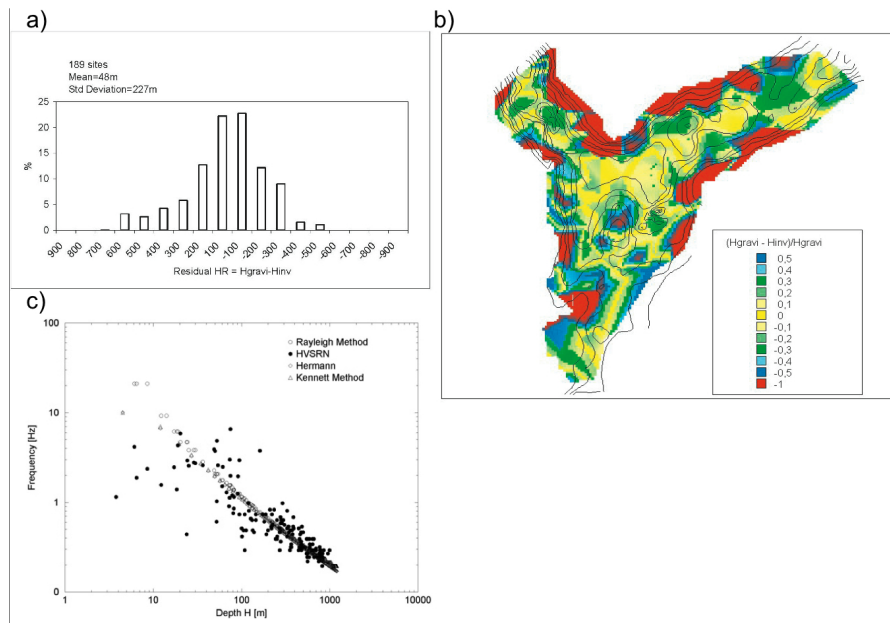 a)
189 sites
Mean=48m
Std Deviation=227m
25
20
15
10
5
0
%
900 800 700 600 500 400 300 200 100 -100 -200 -300 -400 -500 -600 -700 -800 -900
Residual HR = Hgravi-Hinv
b)
(Hgravi - Hinv)/Hgravi
0,5
0,4
0,3
0,2
0,1
0
-0,1
-0,2
-0,3
-0,4
-0,5
-1
c)
100
10
1
0
Frequency [Hz]
Rayleigh Method
HVSRN
Hermann
Kennett Method
1 10 100 1000 10000
Depth H [m]